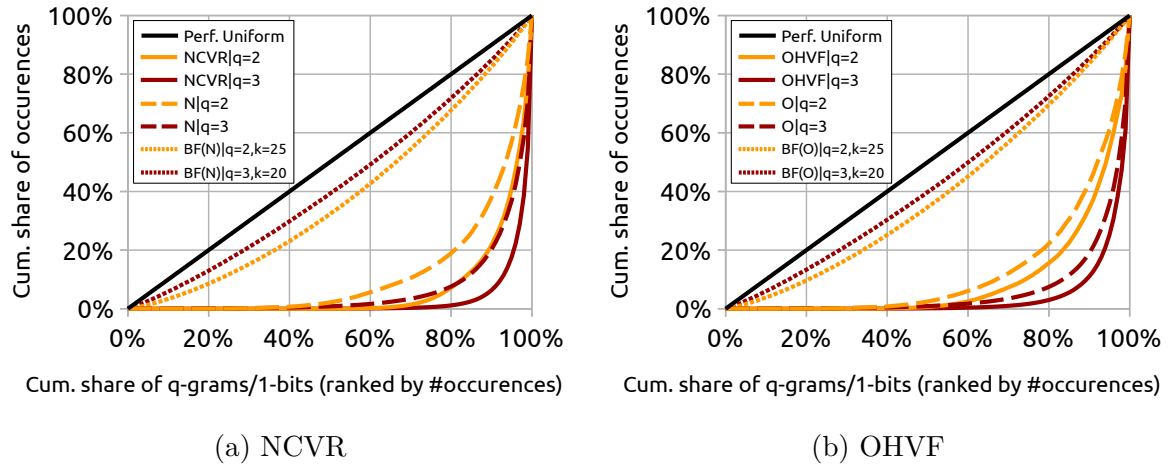 100%
80%
60%
40%
20%
0%
Cum. share of occurences
Perf. Uniform
NCVR|q=2
NCVR|q=3
N|q=2
N|q=3
BF(N)|q=2,k=25
BF(N)|q=3,k=20
0% 20% 40% 60% 80% 100%
Cum. share of q-grams/1-bits (ranked by #occurences)
(a) NCVR
100%
80%
60%
40%
20%
0%
Cum. share of occurences
Perf. Uniform
OHVF|q=2
OHVF|q=3
O|q=2
O|q=3
BF(O)|q=2,k=25
BF(O)|q=3,k=20
0% 20% 40% 60% 80% 100%
Cum. share of q-grams/1-bits (ranked by #occurences)
(b) OHVF